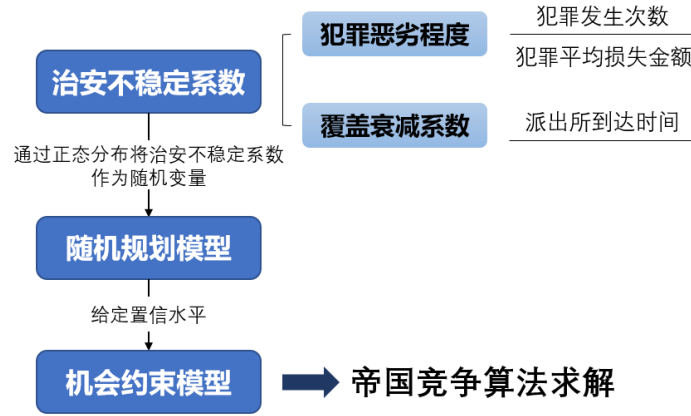 犯罪发生次数
犯罪恶劣程度
犯罪平均损失金额
治安不稳定系数
覆盖衰减系数
派出所到达时间
通过正态分布将治安不稳定系数
作为随机变量
随机规划模型
给定置信水平
机会约束模型
帝国竞争算法求解